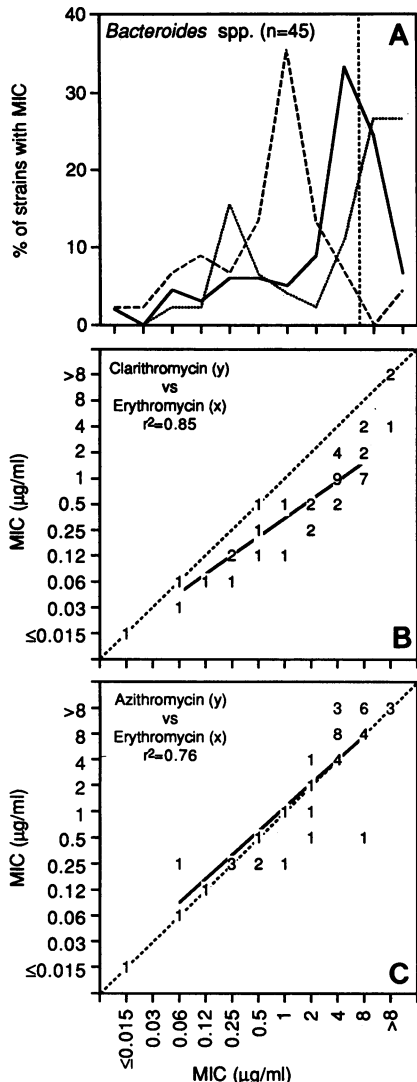 Bacteroides spp. (n=45)
A
% of strains with MIC
40
30
20
10
0
Clarithromycin (y)
vs
Erythromycin (x)
r²=0.85
B
MIC (µg/ml)
>8 2
8
4 2 1
2 4 2
1 9 7
0.5 1 1 2 2
0.25 1 2
0.12 2 1 1
0.06 1 1 1
0.03 1
≤0.015 1
Azithromycin (y)
vs
Erythromycin (x)
r²=0.76
C
MIC (µg/ml)
>8 3 6 3
8 8 4
4 1 4
2 1
1 1 1
0.5 1 1 1
0.25 1 3 2 1
0.12 1
0.06 1
0.03
≤0.015 1
≤0.015 0.03 0.06 0.12 0.25 0.5 1 2 4 8 >8
MIC (µg/ml)